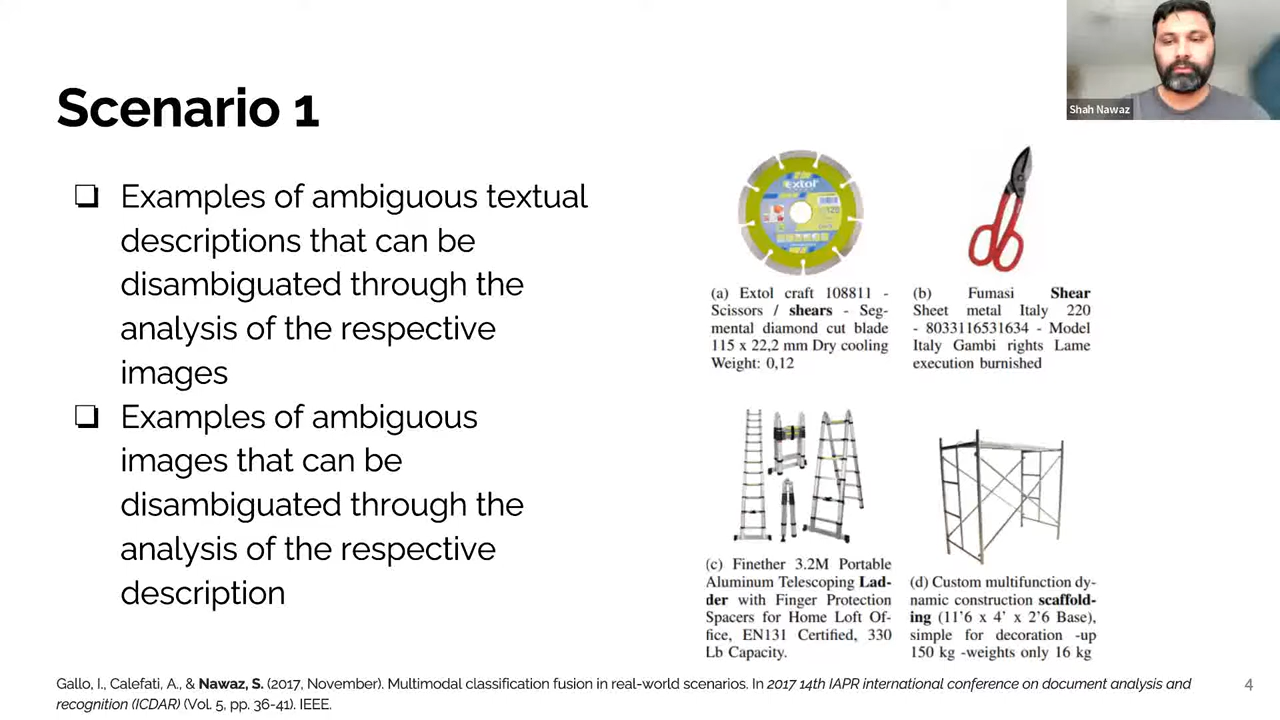 Shah Nawaz
Scenario 1
❏ Examples of ambiguous textual
descriptions that can be
disambiguated through the
analysis of the respective
images
❏ Examples of ambiguous
images that can be
disambiguated through the
analysis of the respective
description
Extol
(a) Extol craft 108811 -
Scissors / shears - Seg-
mental diamond cut blade
115 x 22,2 mm Dry cooling
Weight: 0,12
(b) Fumasi Shear
Sheet metal Italy 220
- 8033116531634 - Model
Italy Gambi rights Lame
execution burnished
(c) Finether 3.2M Portable
Aluminum Telescoping Lad-
der with Finger Protection
Spacers for Home Loft Of-
fice, EN131 Certified, 330
Lb Capacity.
(d) Custom multifunction dy-
namic construction scaffold-
ing (11'6 x 4' x 2'6 Base),
simple for decoration -up
150 kg -weights only 16 kg
Gallo, I., Calefati, A., & Nawaz, S. (2017, November). Multimodal classification fusion in real-world scenarios. In 2017 14th IAPR international conference on document analysis and
recognition (ICDAR) (Vol. 5, pp. 36-41). IEEE.
4